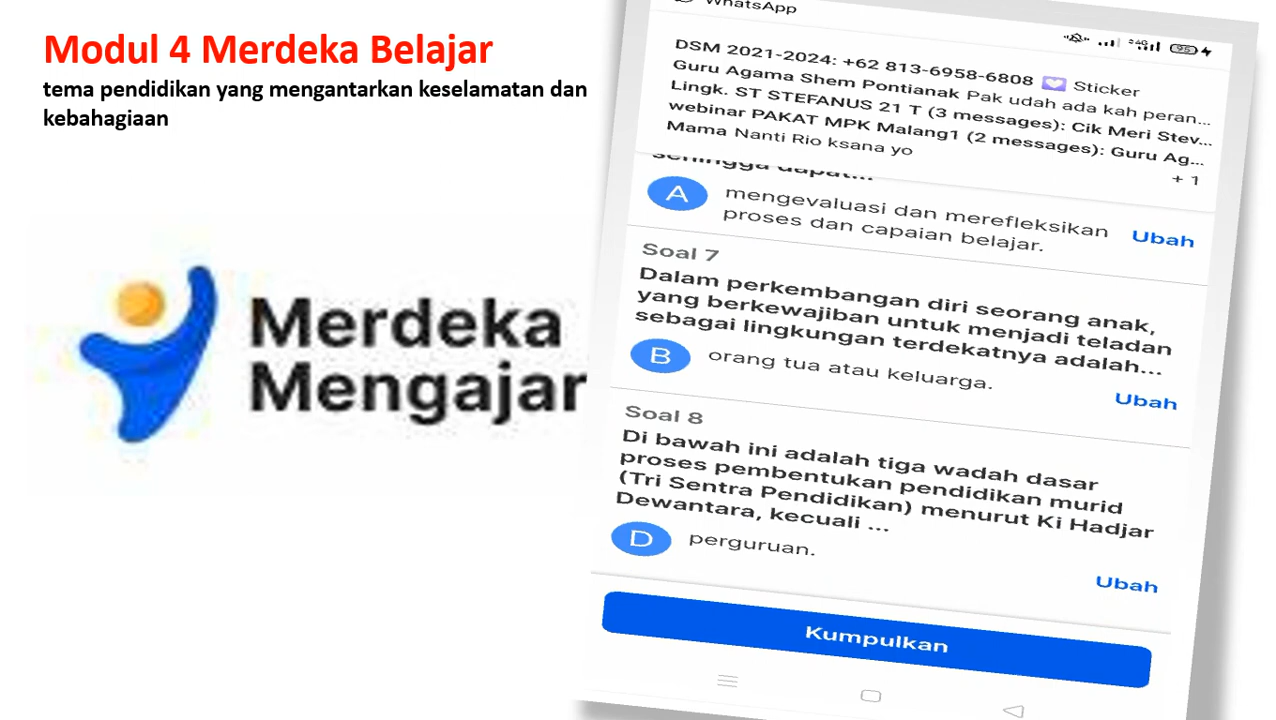 Modul 4 Merdeka Belajar
tema pendidikan yang mengantarkan keselamatan dan
kebahagiaan
Merdeka
Mengajar
WhatsApp
DSM 2021-2024: +62 813-6958-6808 💟 Sticker
Guru Agama Shem Pontianak Pak udah ada kah peran...
Lingk. ST STEFANUS 21 T (3 messages): Cik Meri Stev...
webinar PAKAT MPK Malang1 (2 messages): Guru Ag...
Mama Nanti Rio ksana yo
+ 1
sehingga dapat...
A mengevaluasi dan merefleksikan
proses dan capaian belajar.
Ubah
Soal 7
Dalam perkembangan diri seorang anak,
yang berkewajiban untuk menjadi teladan
sebagai lingkungan terdekatnya adalah...
B orang tua atau keluarga.
Ubah
Soal 8
Di bawah ini adalah tiga wadah dasar
proses pembentukan pendidikan murid
(Tri Sentra Pendidikan) menurut Ki Hadjar
Dewantara, kecuali ...
D perguruan.
Ubah
Kumpulkan